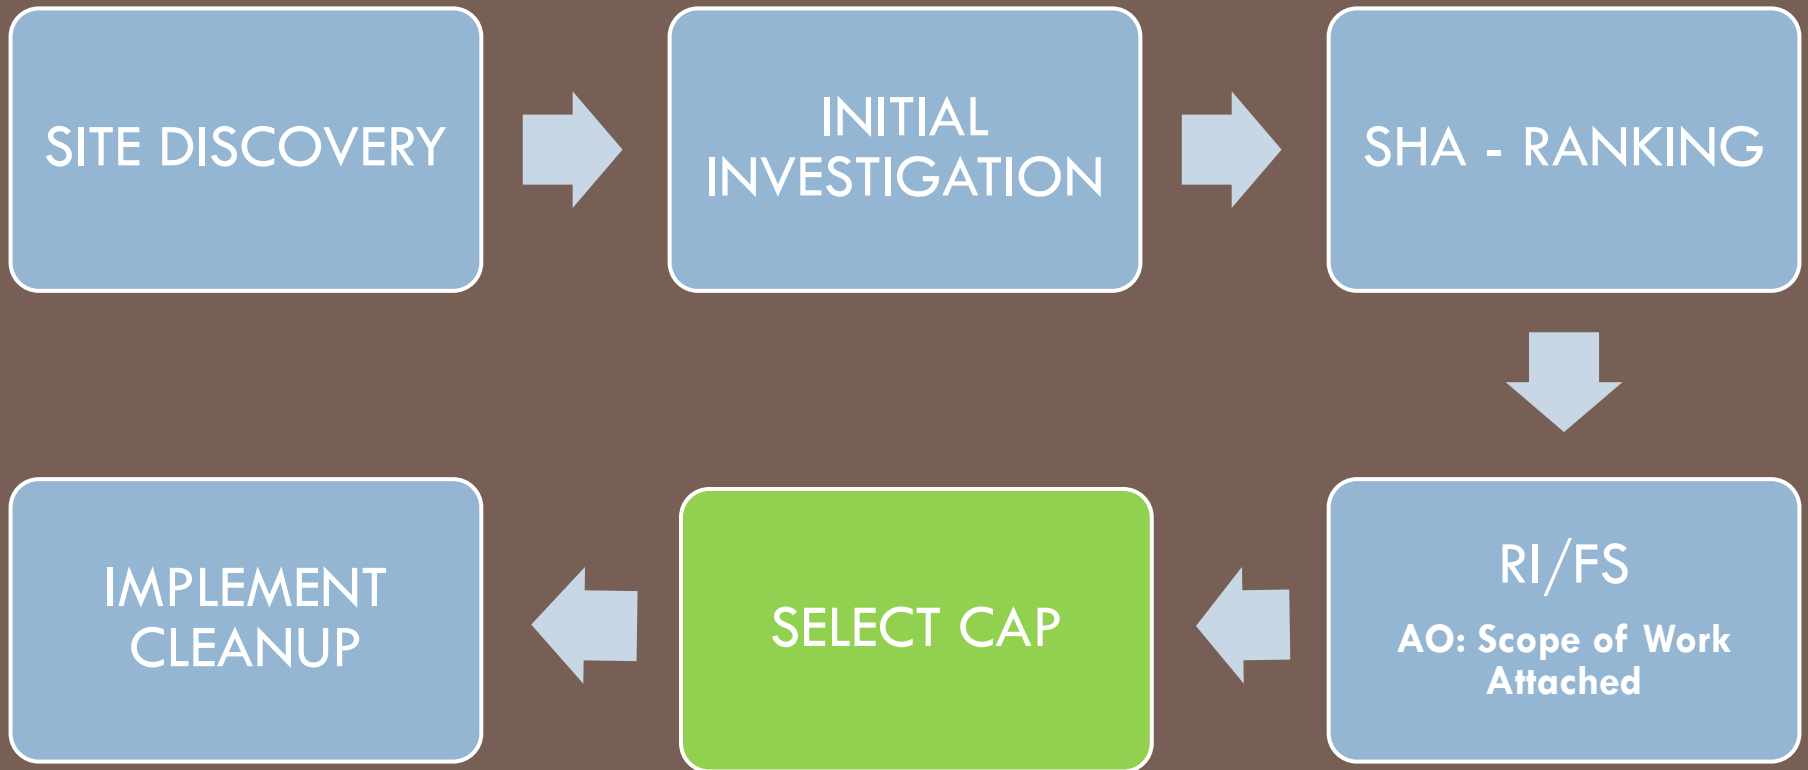 SITE DISCOVERY
INITIAL
INVESTIGATION
SHA - RANKING
RI/FS
AO: Scope of Work
Attached
SELECT CAP
IMPLEMENT
CLEANUP